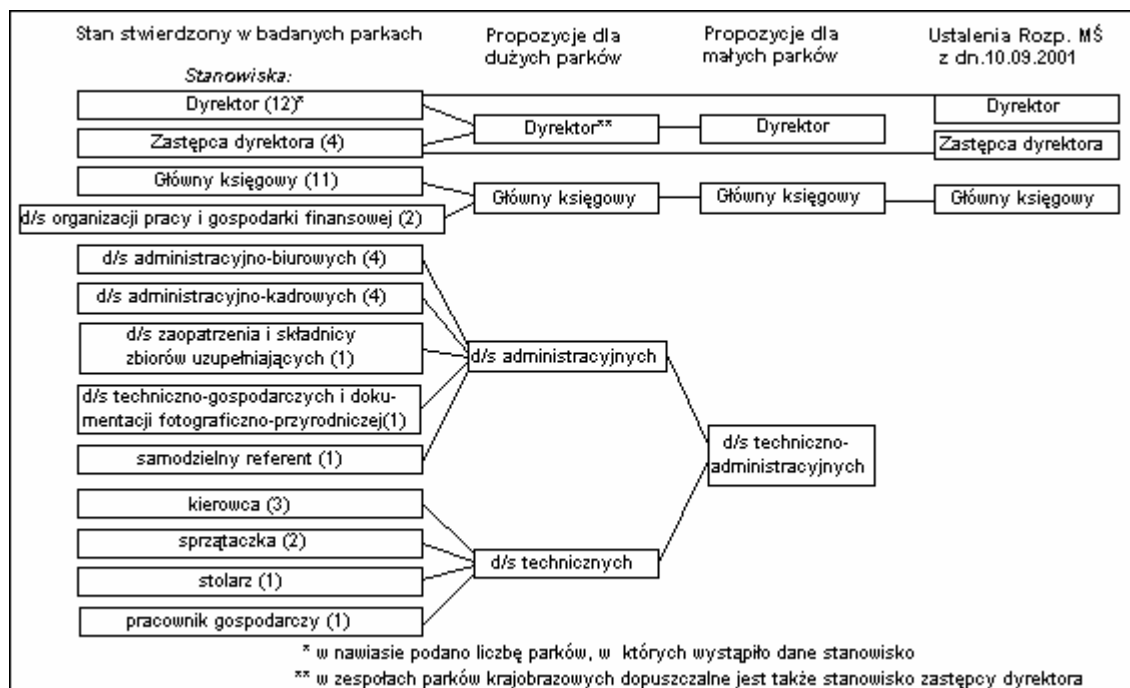 Stan stwierdzony w badanych parkach
Propozycje dla
dużych parków
Propozycje dla
małych parków
Ustalenia Rozp. MŚ
z dn.10.09.2001
Stanowiska:
Dyrektor (12)*
Zastępca dyrektora (4)
Główny księgowy (11)
d/s organizacji pracy i gospodarki finansowej (2)
d/s administracyjno-biurowych (4)
d/s administracyjno-kadrowych (4)
d/s zaopatrzenia i składnicy
zbiorów uzupełniających (1)
d/s techniczno-gospodarczych i doku-
mentacji fotograficzno-przyrodniczej(1)
samodzielny referent (1)
kierowca (3)
sprzątaczka (2)
stolarz (1)
pracownik gospodarczy (1)
Dyrektor**
Główny księgowy
d/s administracyjnych
d/s technicznych
Dyrektor
Główny księgowy
d/s techniczno-
administracyjnych
Dyrektor
Zastępca dyrektora
Główny księgowy
* w nawiasie podano liczbę parków, w których wystąpiło dane stanowisko
** w zespołach parków krajobrazowych dopuszczalne jest także stanowisko zastępcy dyrektora